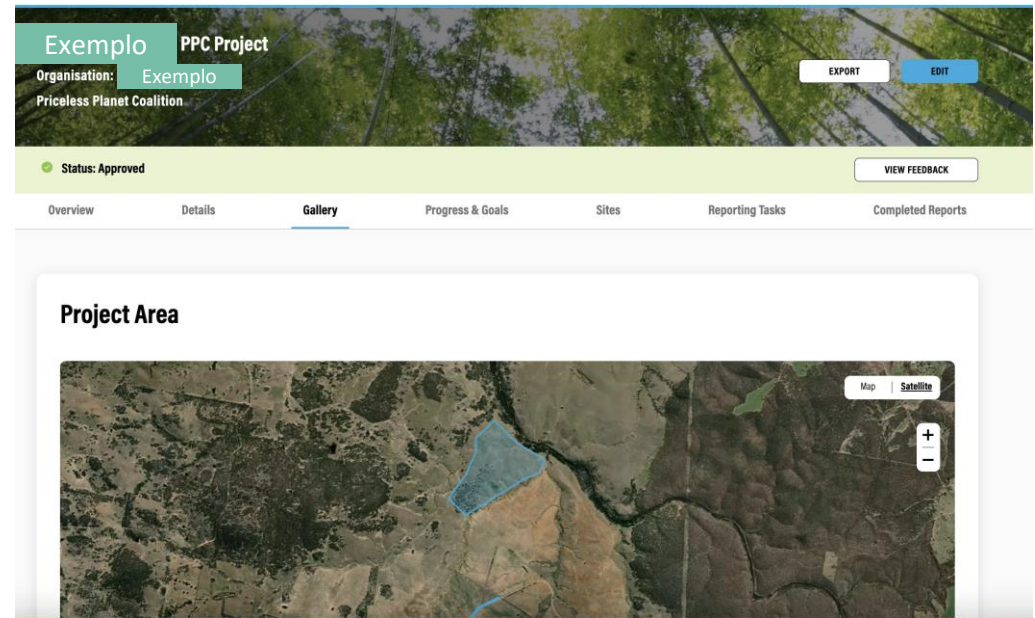 Exemplo PPC Project
Organisation: Exemplo
Priceless Planet Coalition
EXPORT EDIT
Status: Approved
VIEW FEEDBACK
Overview Details Gallery Progress & Goals Sites Reporting Tasks Completed Reports
Project Area
Map | Satellite
+
−